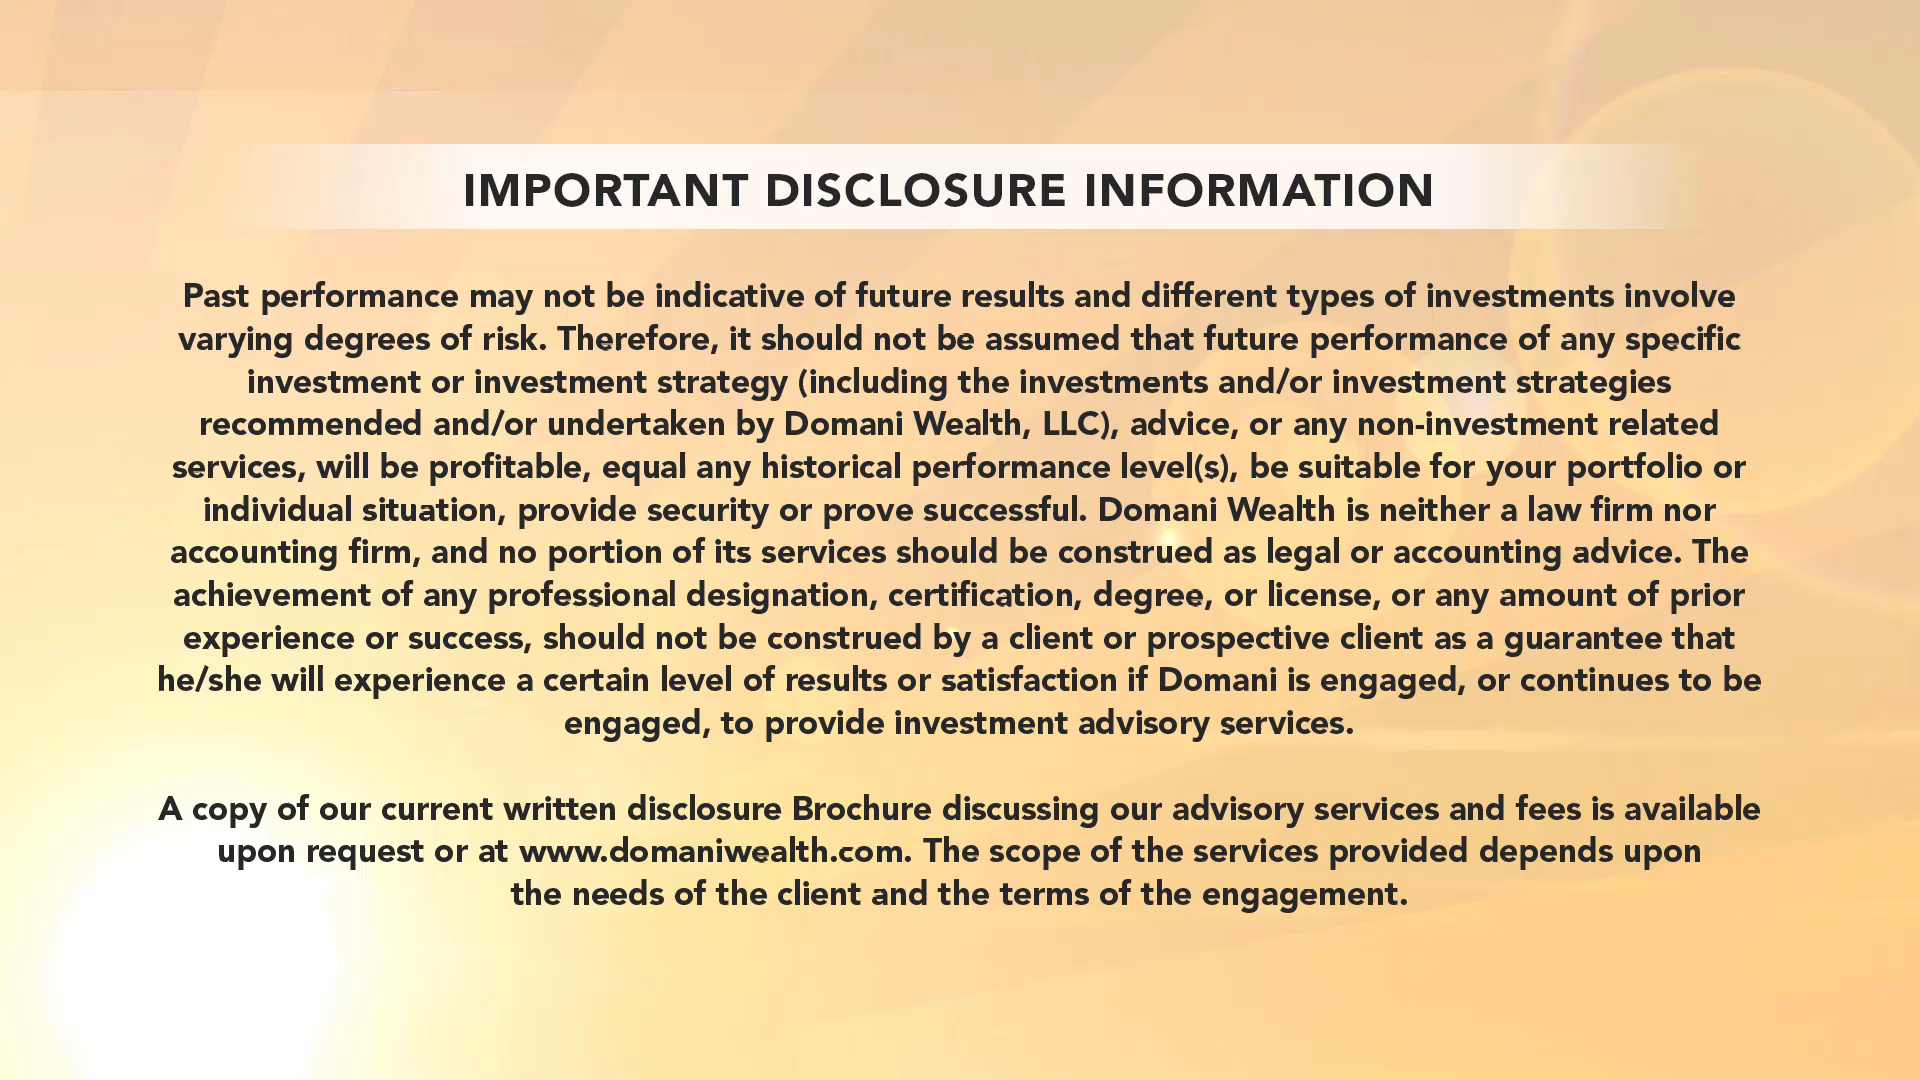 IMPORTANT DISCLOSURE INFORMATION
Past performance may not be indicative of future results and different types of investments involve
varying degrees of risk. Therefore, it should not be assumed that future performance of any specific
investment or investment strategy (including the investments and/or investment strategies
recommended and/or undertaken by Domani Wealth, LLC), advice, or any non-investment related
services, will be profitable, equal any historical performance level(s), be suitable for your portfolio or
individual situation, provide security or prove successful. Domani Wealth is neither a law firm nor
accounting firm, and no portion of its services should be construed as legal or accounting advice. The
achievement of any professional designation, certification, degree, or license, or any amount of prior
experience or success, should not be construed by a client or prospective client as a guarantee that
he/she will experience a certain level of results or satisfaction if Domani is engaged, or continues to be
engaged, to provide investment advisory services.
A copy of our current written disclosure Brochure discussing our advisory services and fees is available
upon request or at www.domaniwealth.com. The scope of the services provided depends upon
the needs of the client and the terms of the engagement.